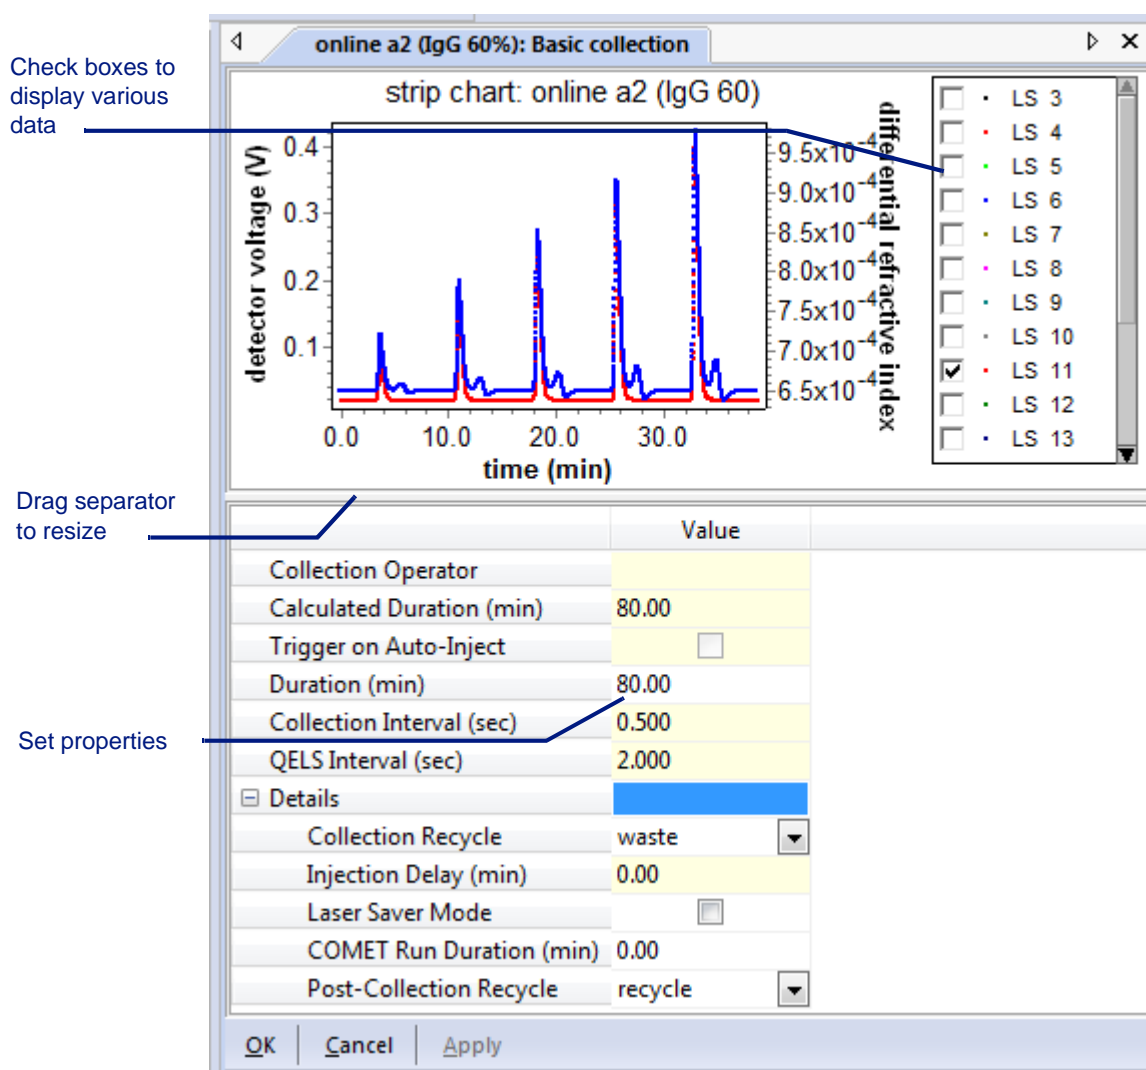 online a2 (IgG 60%): Basic collection
Check boxes to
display various
data
strip chart: online a2 (IgG 60)
detector voltage (V)
0.4
0.3
0.2
0.1
9.5x10⁻⁴
9.0x10⁻⁴
8.5x10⁻⁴
8.0x10⁻⁴
7.5x10⁻⁴
7.0x10⁻⁴
6.5x10⁻⁴
differential refractive index
0.0 10.0 20.0 30.0
time (min)
LS 3
LS 4
LS 5
LS 6
LS 7
LS 8
LS 9
LS 10
LS 11
LS 12
LS 13
Drag separator
to resize
Value
Collection Operator
Calculated Duration (min) 80.00
Trigger on Auto-Inject
Duration (min) 80.00
Set properties
Collection Interval (sec) 0.500
QELS Interval (sec) 2.000
Details
Collection Recycle waste
Injection Delay (min) 0.00
Laser Saver Mode
COMET Run Duration (min) 0.00
Post-Collection Recycle recycle
OK Cancel Apply